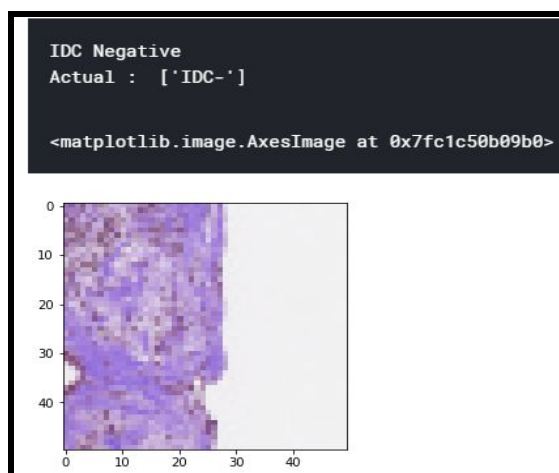 IDC Negative
Actual : ['IDC-']
<matplotlib.image.AxesImage at 0x7fc1c50b09b0>
0
10
20
30
40
0 10 20 30 40